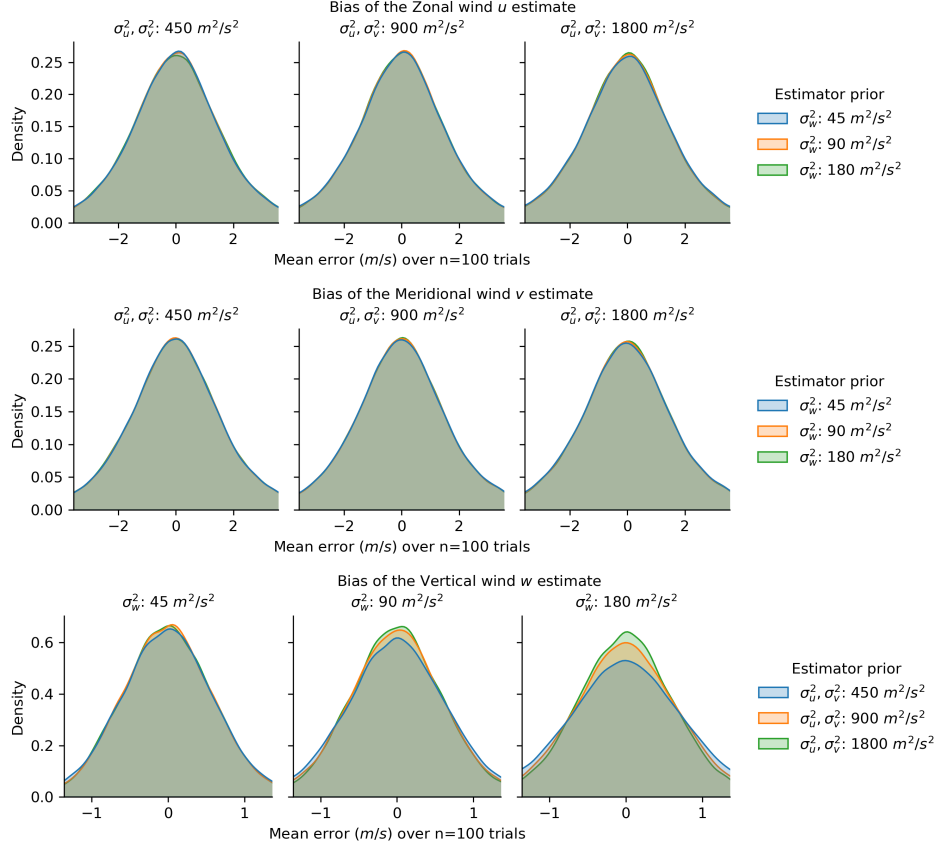 Bias of the Zonal wind u estimate
σ²ᵤ, σ²ᵥ: 450 m²/s²
σ²ᵤ, σ²ᵥ: 900 m²/s²
σ²ᵤ, σ²ᵥ: 1800 m²/s²
Density
0.25
0.20
0.15
0.10
0.05
0.00
−2 0 2
−2 0 2
−2 0 2
Mean error (m/s) over n=100 trials
Estimator prior
σ²_w: 45 m²/s²
σ²_w: 90 m²/s²
σ²_w: 180 m²/s²
Bias of the Meridional wind v estimate
σ²ᵤ, σ²ᵥ: 450 m²/s²
σ²ᵤ, σ²ᵥ: 900 m²/s²
σ²ᵤ, σ²ᵥ: 1800 m²/s²
Density
0.25
0.20
0.15
0.10
0.05
0.00
−2 0 2
−2 0 2
−2 0 2
Mean error (m/s) over n=100 trials
Estimator prior
σ²_w: 45 m²/s²
σ²_w: 90 m²/s²
σ²_w: 180 m²/s²
Bias of the Vertical wind w estimate
σ²_w: 45 m²/s²
σ²_w: 90 m²/s²
σ²_w: 180 m²/s²
Density
0.6
0.4
0.2
0.0
−1 0 1
−1 0 1
−1 0 1
Mean error (m/s) over n=100 trials
Estimator prior
σ²ᵤ, σ²ᵥ: 450 m²/s²
σ²ᵤ, σ²ᵥ: 900 m²/s²
σ²ᵤ, σ²ᵥ: 1800 m²/s²